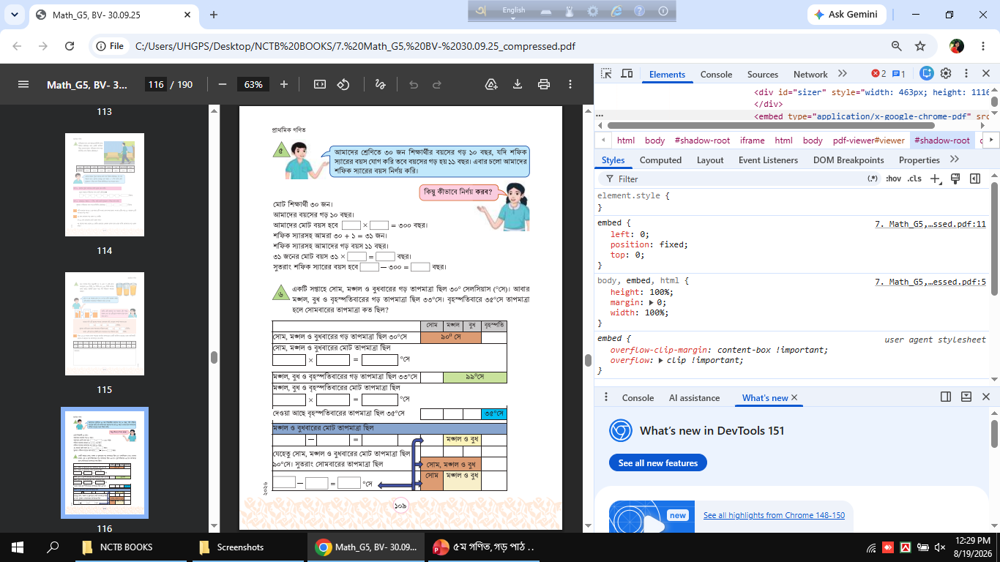 Math_G5, BV- 30.09.25
English
Ask Gemini
File
C:/Users/UHGPS/Desktop/NCTB%20BOOKS/7.%20Math_G5,%20BV-%2030.09.25_compressed.pdf
Math_G5, BV- 3...
116 / 190
63%
113
114
115
116
প্রাথমিক গণিত
৫
আমাদের শ্রেণিতে ৩০ জন শিক্ষার্থীর বয়সের গড় ১০ বছর, যদি শফিক
স্যারের বয়স যোগ করি তবে বয়সের গড় হয় ১১ বছর। এবার চলো আমাদের
শফিক স্যারের বয়স নির্ণয় করি।
কিন্তু কীভাবে নির্ণয় করব?
মোট শিক্ষার্থী ৩০ জন।
আমাদের বয়সের গড় ১০ বছর।
আমাদের মোট বয়স হবে × = ৩০০ বছর।
শফিক স্যারসহ আমরা ৩০ + ১ = ৩১ জন।
শফিক স্যারসহ আমাদের গড় বয়স ১১ বছর।
৩১ জনের মোট বয়স ৩১ × = বছর।
সুতরাং শফিক স্যারের বয়স হবে – ৩০০ = বছর।
৬
একটি সপ্তাহে সোম, মঙ্গল ও বুধবারের গড় তাপমাত্রা ছিল ৩০° সেলসিয়াস (°সে)। আবার
মঙ্গল, বুধ ও বৃহস্পতিবারের গড় তাপমাত্রা ছিল ৩৩°সে। বৃহস্পতিবারে ৩৫°সে তাপমাত্রা
হলে সোমবারের তাপমাত্রা কত ছিল?
সোম মঙ্গল বুধ বৃহস্পতি
সোম, মঙ্গল ও বুধবারের গড় তাপমাত্রা ছিল ৩০°সে ৯০° সে
সোম, মঙ্গল ও বুধবারের মোট তাপমাত্রা ছিল
× = °সে
মঙ্গল, বুধ ও বৃহস্পতিবারের গড় তাপমাত্রা ছিল ৩৩°সে ৯৯°সে
মঙ্গল, বুধ ও বৃহস্পতিবারের মোট তাপমাত্রা ছিল
× = °সে
দেওয়া আছে বৃহস্পতিবারের তাপমাত্রা ছিল ৩৫°সে ৩৫°সে
মঙ্গল ও বুধবারের মোট তাপমাত্রা ছিল
– = মঙ্গল ও বুধ
যেহেতু সোম, মঙ্গল ও বুধবারের মোট তাপমাত্রা ছিল
৯০°সে। সুতরাং সোমবারের তাপমাত্রা ছিল সোম, মঙ্গল ও বুধ
– = °সে সোম মঙ্গল ও বুধ
২০২৬
১০৯
Elements Console Sources Network
2 1
<div id="sizer" style="width: 463px; height: 1116
</div>
<embed type="application/x-google-chrome-pdf" src
html body #shadow-root iframe html body pdf-viewer#viewer #shadow-root
Styles Computed Layout Event Listeners DOM Breakpoints Properties
Filter :hov .cls
element.style {
}
embed { 7. Math_G5,…ssed.pdf:11
left: 0;
position: fixed;
top: 0;
}
body, embed, html { 7. Math_G5,…essed.pdf:5
height: 100%;
margin: 0;
width: 100%;
}
embed { user agent stylesheet
overflow-clip-margin: content-box !important;
overflow: clip !important;
}
Console AI assistance What's new
What's new in DevTools 151
See all new features
new
See all highlights from Chrome 148-150
NCTB BOOKS
Screenshots
Math_G5, BV- 30.09...
৫ম গণিত, গড় পাঠ ..
12:29 PM
8/19/2026